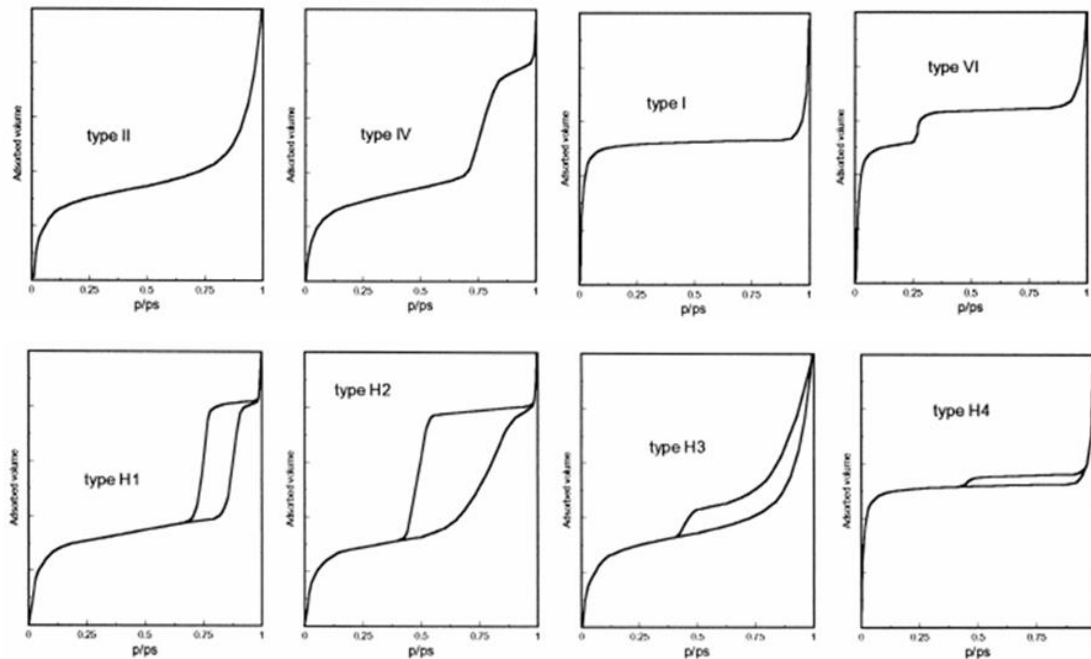 Adsorbed volume
type II
0 0.25 0.5 0.75 1
p/ps
Adsorbed volume
type IV
0 0.25 0.5 0.75 1
p/ps
Adsorbed volume
type I
0 0.25 0.5 0.75 1
p/ps
Adsorbed volume
type VI
0 0.25 0.5 0.75 1
p/ps
Adsorbed volume
type H1
0 0.25 0.5 0.75 1
p/ps
Adsorbed volume
type H2
0 0.25 0.5 0.75 1
p/ps
Adsorbed volume
type H3
0 0.25 0.5 0.75 1
p/ps
Adsorbed volume
type H4
0 0.25 0.5 0.75 1
p/ps